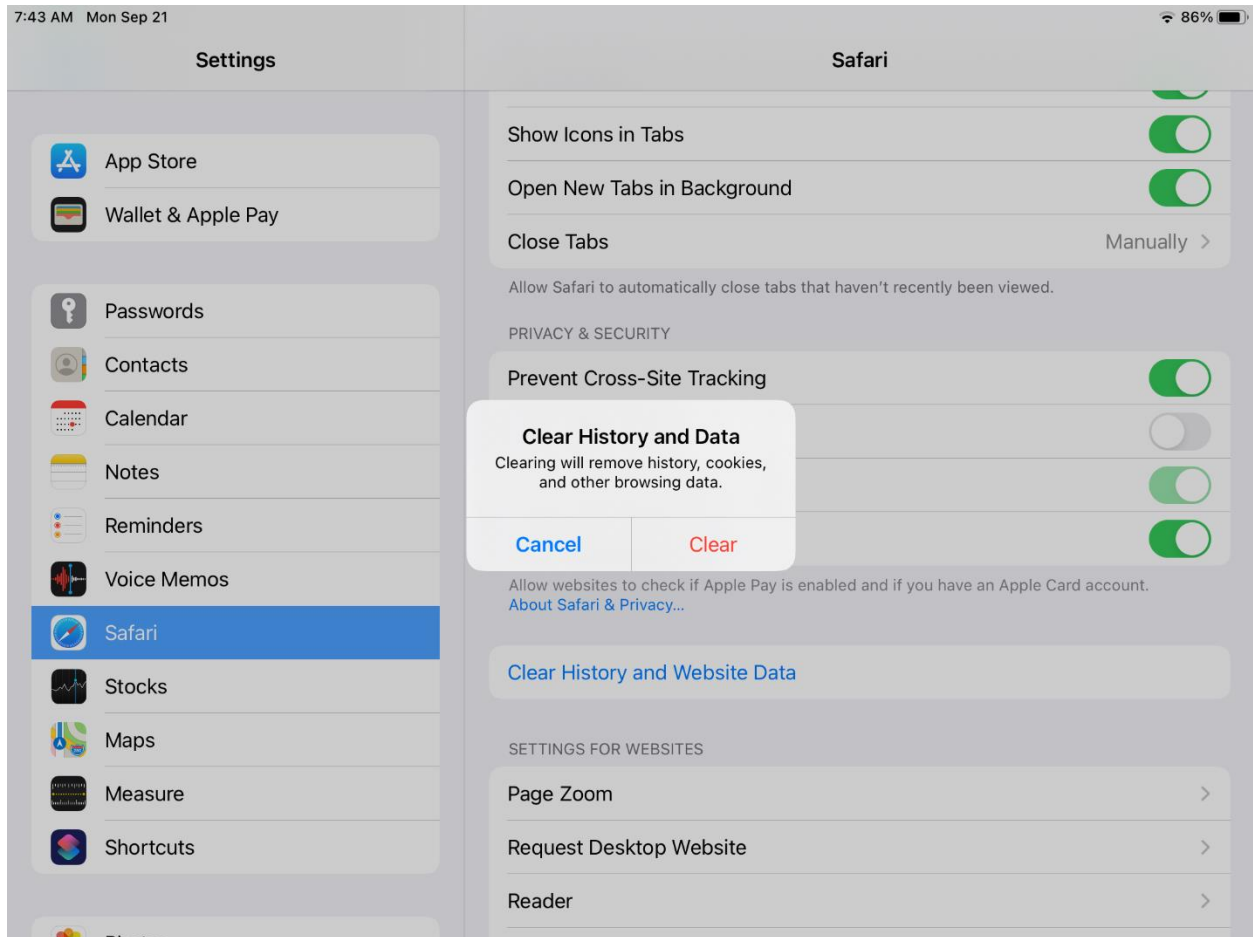 7:43 AM Mon Sep 21
86%
Settings
Safari
App Store
Wallet & Apple Pay
Passwords
Contacts
Calendar
Notes
Reminders
Voice Memos
Safari
Stocks
Maps
Measure
Shortcuts
Show Icons in Tabs
Open New Tabs in Background
Close Tabs
Manually
Allow Safari to automatically close tabs that haven't recently been viewed.
PRIVACY & SECURITY
Prevent Cross-Site Tracking
Clear History and Data
Clearing will remove history, cookies,
and other browsing data.
Cancel
Clear
Allow websites to check if Apple Pay is enabled and if you have an Apple Card account.
About Safari & Privacy...
Clear History and Website Data
SETTINGS FOR WEBSITES
Page Zoom
Request Desktop Website
Reader